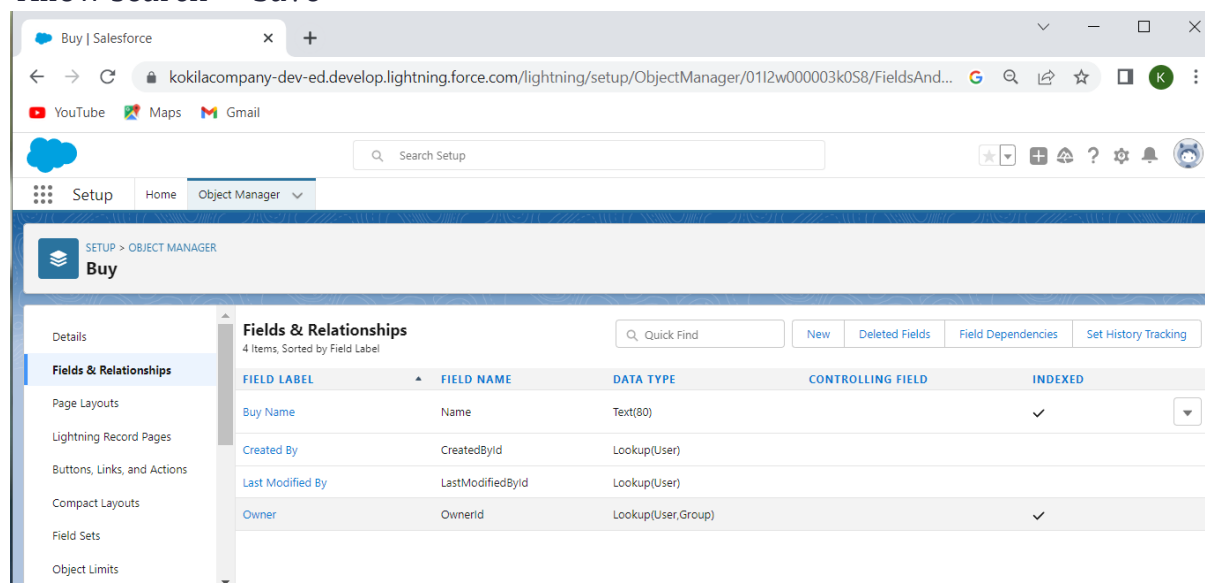 Buy | Salesforce
kokilacompany-dev-ed.develop.lightning.force.com/lightning/setup/ObjectManager/01I2w000003k0S8/FieldsAnd...
G
K
YouTube Maps Gmail
Search Setup
Setup Home Object Manager
SETUP > OBJECT MANAGER
Buy
Details
Fields & Relationships
Page Layouts
Lightning Record Pages
Buttons, Links, and Actions
Compact Layouts
Field Sets
Object Limits
Fields & Relationships
4 Items, Sorted by Field Label
Quick Find
New Deleted Fields Field Dependencies Set History Tracking
FIELD LABEL FIELD NAME DATA TYPE CONTROLLING FIELD INDEXED
Buy Name Name Text(80)
Created By CreatedById Lookup(User)
Last Modified By LastModifiedById Lookup(User)
Owner OwnerId Lookup(User,Group)